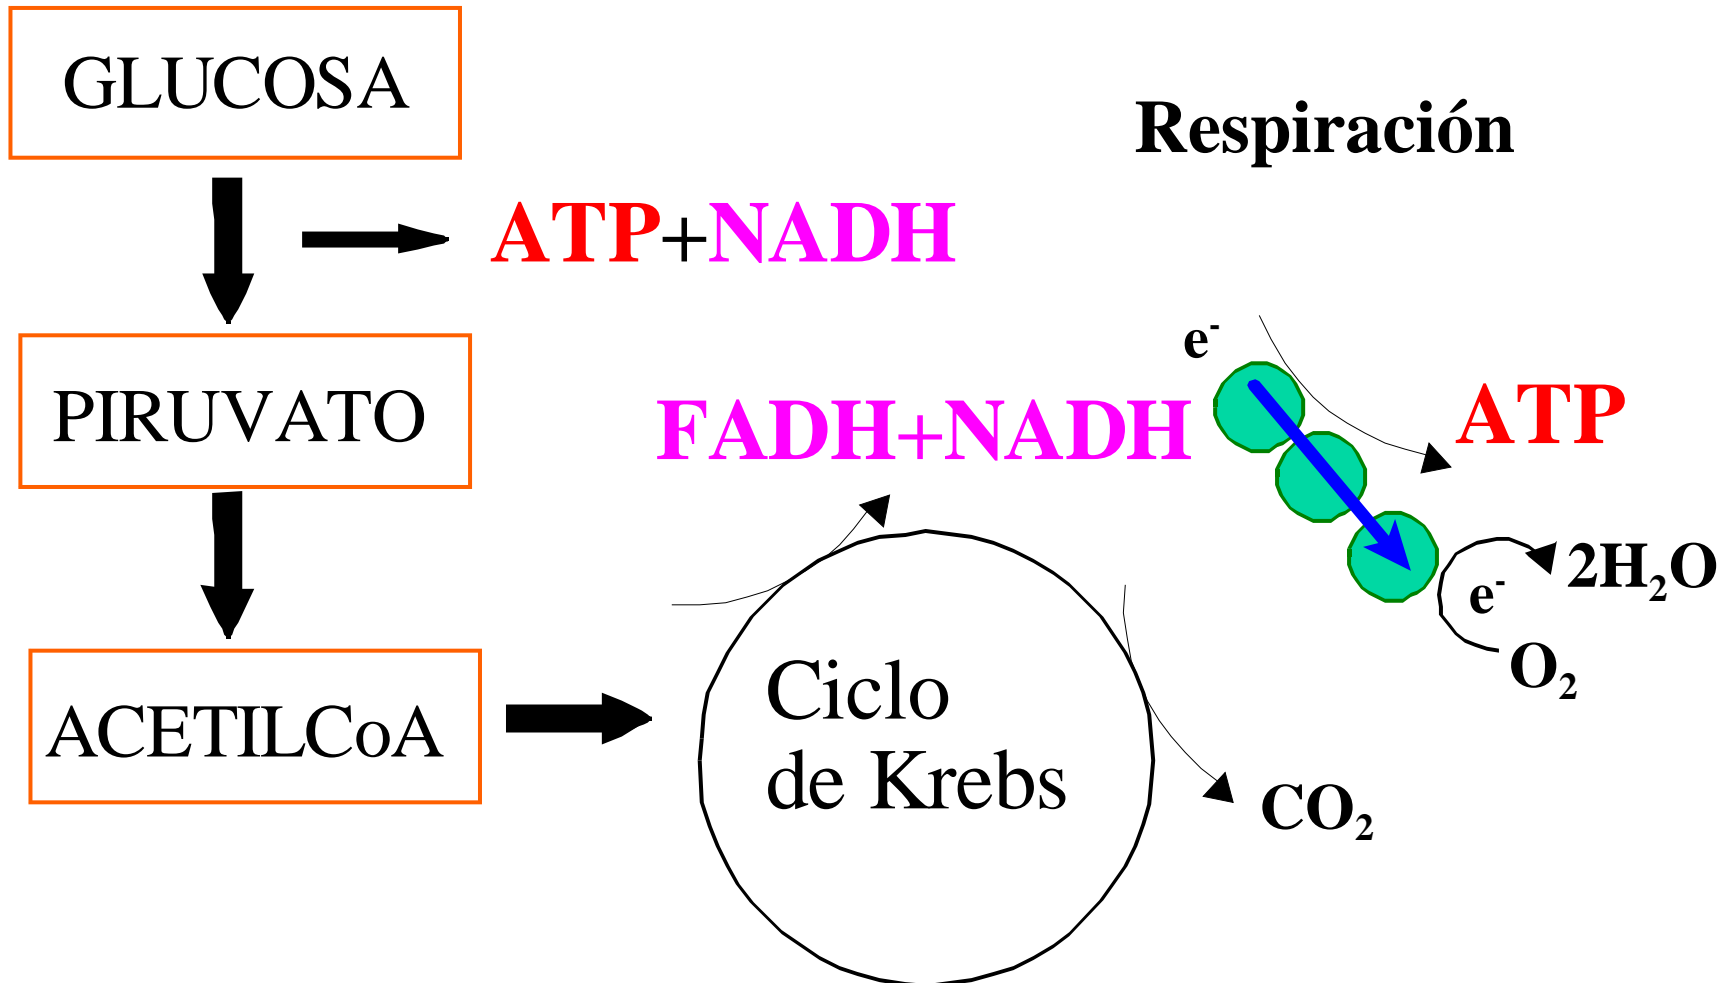 GLUCOSA
Respiración
ATP+NADH
PIRUVATO
e⁻
FADH+NADH
ATP
2H₂O
e⁻
O₂
ACETILCoA
Ciclo
de Krebs
CO₂